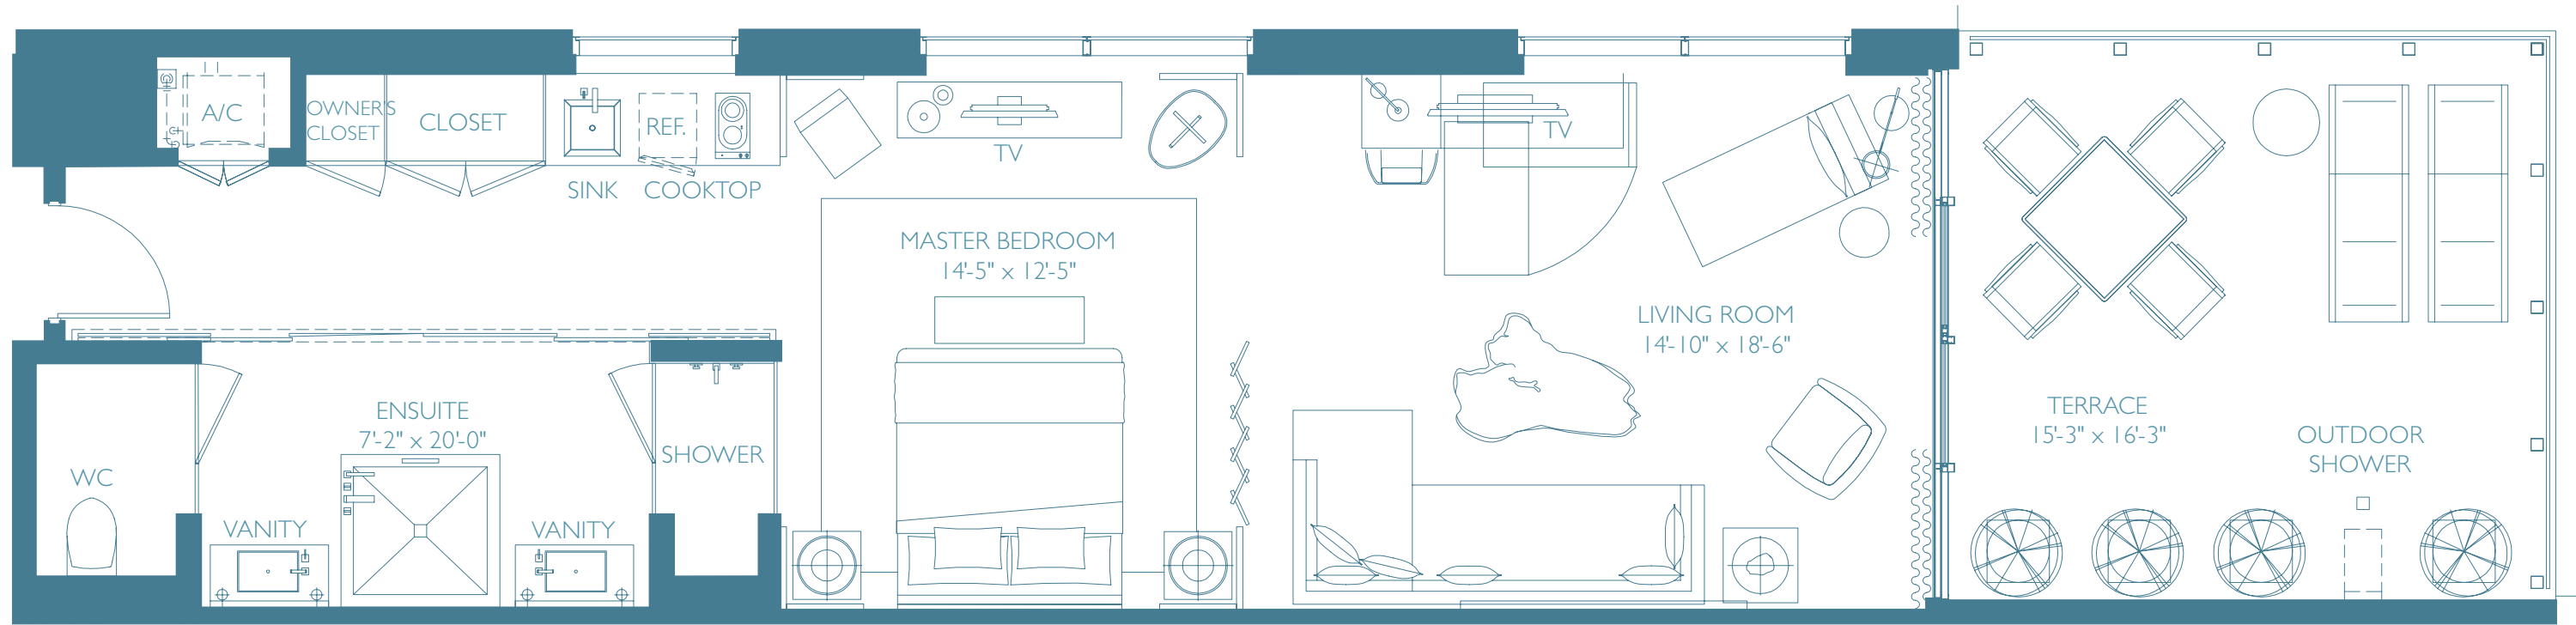 A/C
OWNER'S
CLOSET
CLOSET
REF.
SINK
COOKTOP
TV
TV
MASTER BEDROOM
14'-5" x 12'-5"
LIVING ROOM
14'-10" x 18'-6"
ENSUITE
7'-2" x 20'-0"
WC
VANITY
VANITY
SHOWER
TERRACE
15'-3" x 16'-3"
OUTDOOR
SHOWER